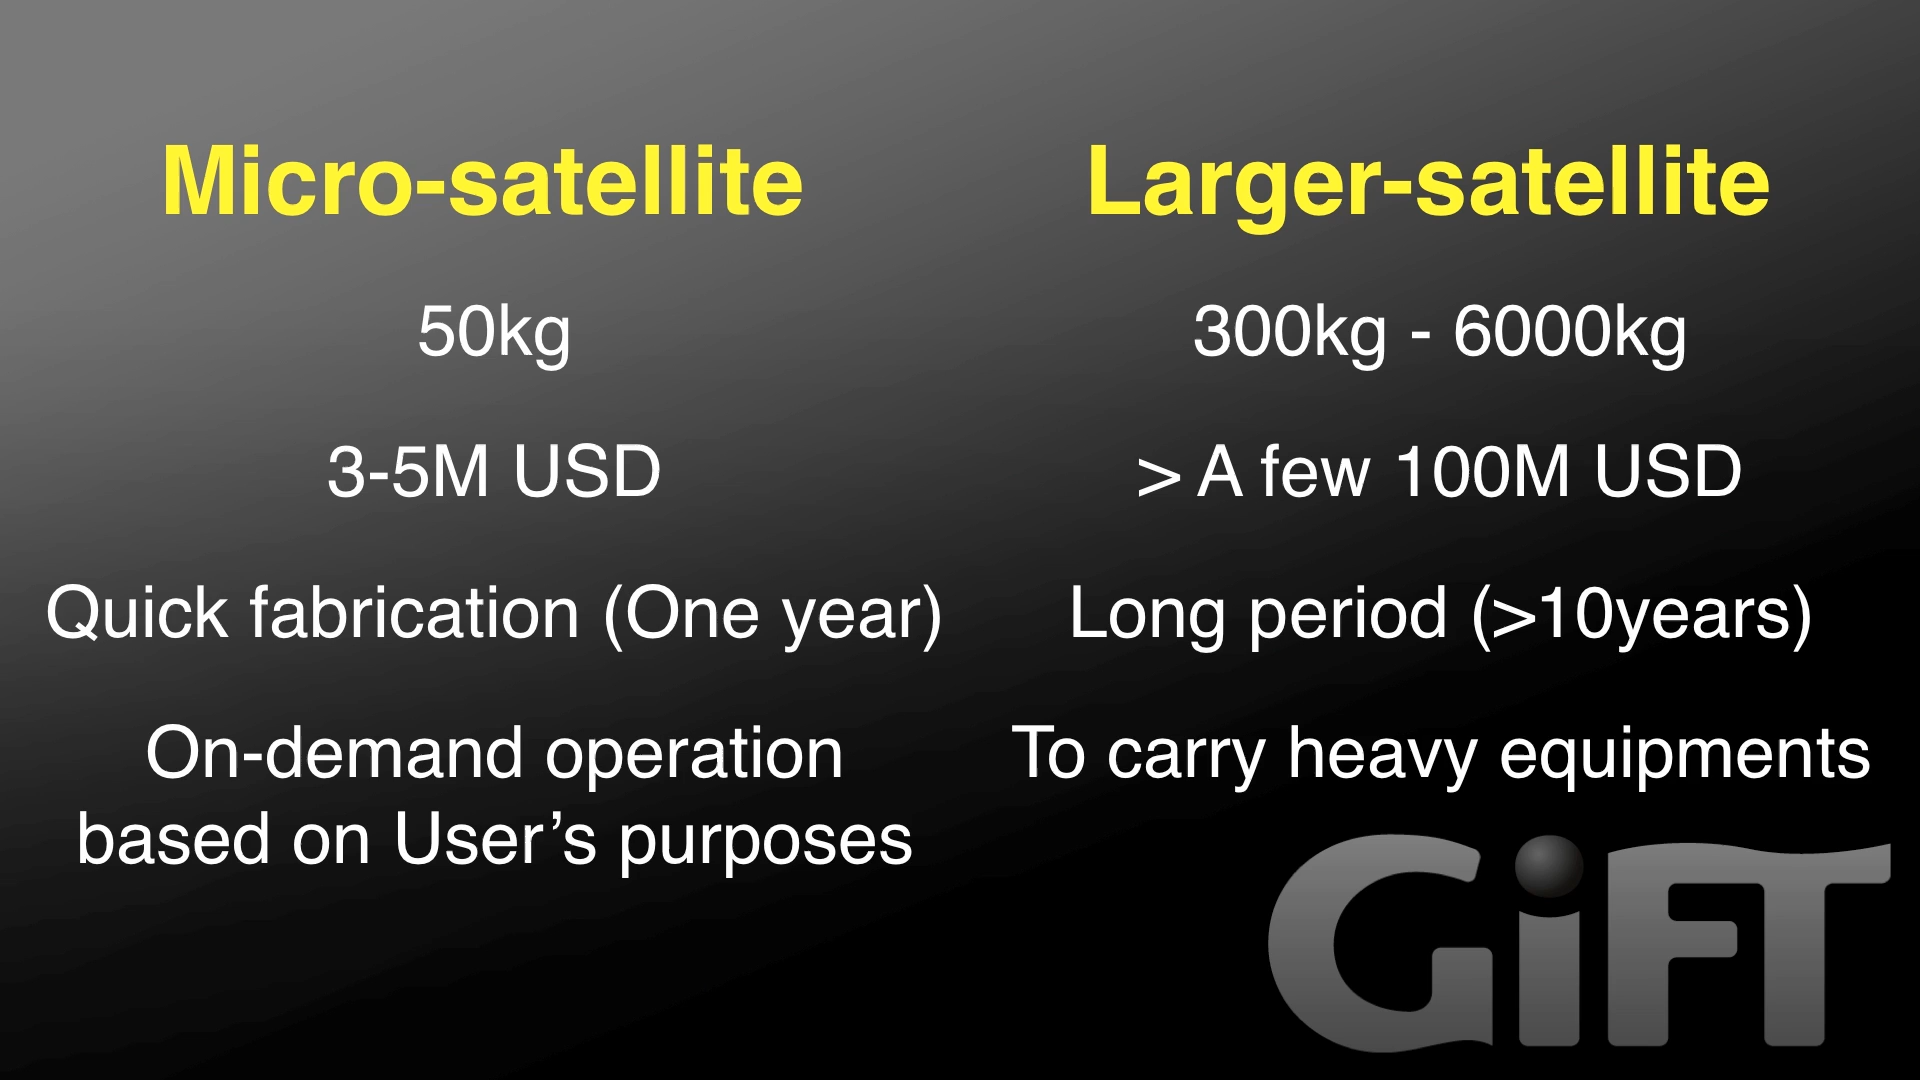 Micro-satellite
Larger-satellite
50kg
300kg - 6000kg
3-5M USD
> A few 100M USD
Quick fabrication (One year)
Long period (>10years)
On-demand operation
based on User’s purposes
To carry heavy equipments
GiFT